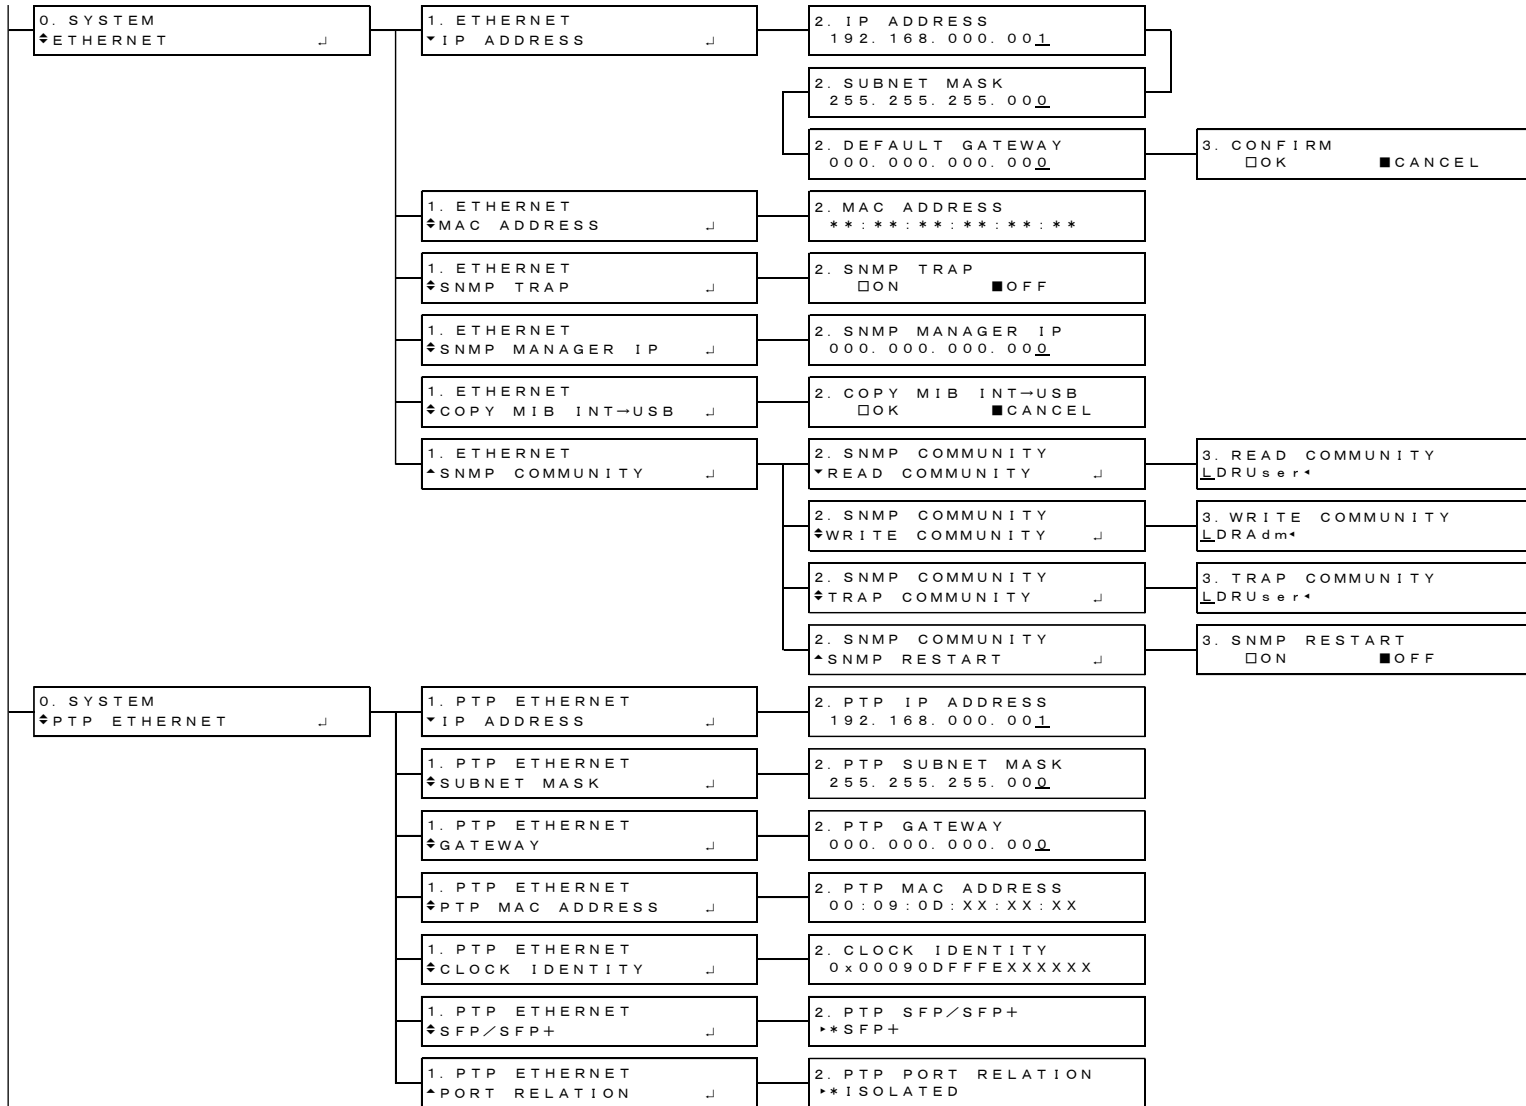 0. SYSTEM
ETHERNET ↵
1. ETHERNET
IP ADDRESS ↵
2. IP ADDRESS
192. 168. 000. 001
2. SUBNET MASK
255. 255. 255. 000
2. DEFAULT GATEWAY
000. 000. 000. 000
3. CONFIRM
□OK ■CANCEL
1. ETHERNET
MAC ADDRESS ↵
2. MAC ADDRESS
**:**:**:**:**:**
1. ETHERNET
SNMP TRAP ↵
2. SNMP TRAP
□ON ■OFF
1. ETHERNET
SNMP MANAGER IP ↵
2. SNMP MANAGER IP
000. 000. 000. 000
1. ETHERNET
COPY MIB INT→USB ↵
2. COPY MIB INT→USB
□OK ■CANCEL
1. ETHERNET
SNMP COMMUNITY ↵
2. SNMP COMMUNITY
READ COMMUNITY ↵
3. READ COMMUNITY
LDRUser
2. SNMP COMMUNITY
WRITE COMMUNITY ↵
3. WRITE COMMUNITY
LDRAdm
2. SNMP COMMUNITY
TRAP COMMUNITY ↵
3. TRAP COMMUNITY
LDRUser
2. SNMP COMMUNITY
SNMP RESTART ↵
3. SNMP RESTART
□ON ■OFF
0. SYSTEM
PTP ETHERNET ↵
1. PTP ETHERNET
IP ADDRESS ↵
2. PTP IP ADDRESS
192. 168. 000. 001
1. PTP ETHERNET
SUBNET MASK ↵
2. PTP SUBNET MASK
255. 255. 255. 000
1. PTP ETHERNET
GATEWAY ↵
2. PTP GATEWAY
000. 000. 000. 000
1. PTP ETHERNET
PTP MAC ADDRESS ↵
2. PTP MAC ADDRESS
00:09:0D:XX:XX:XX
1. PTP ETHERNET
CLOCK IDENTITY ↵
2. CLOCK IDENTITY
0x00090DFFFEXXXXXX
1. PTP ETHERNET
SFP/SFP+ ↵
2. PTP SFP/SFP+
*SFP+
1. PTP ETHERNET
PORT RELATION ↵
2. PTP PORT RELATION
*ISOLATED